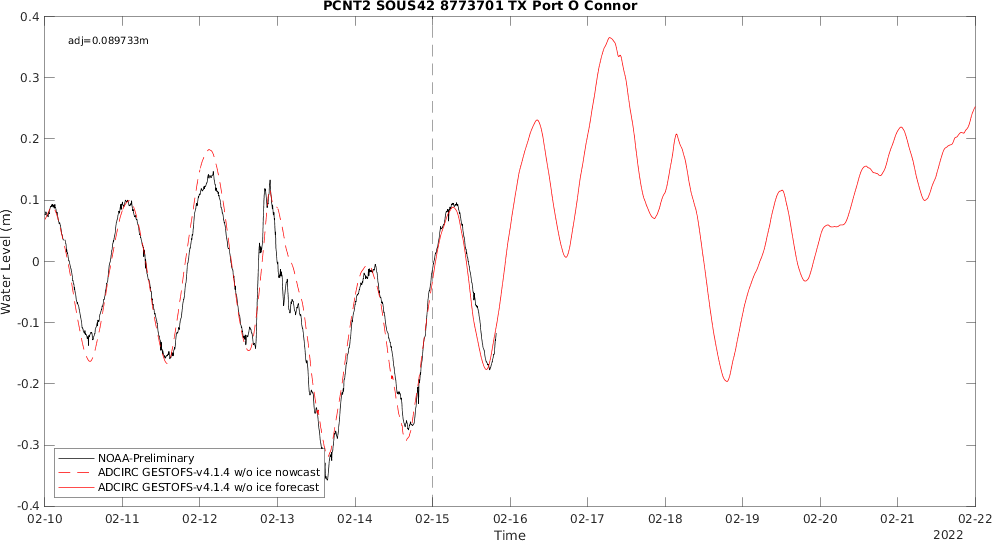 PCNT2 SOUS42 8773701 TX Port O Connor
adj=0.089733m
0.4
0.3
0.2
0.1
0
-0.1
-0.2
-0.3
-0.4
Water Level (m)
NOAA-Preliminary
ADCIRC GESTOFS-v4.1.4 w/o ice nowcast
ADCIRC GESTOFS-v4.1.4 w/o ice forecast
02-10 02-11 02-12 02-13 02-14 02-15 02-16 02-17 02-18 02-19 02-20 02-21 02-22
Time
2022